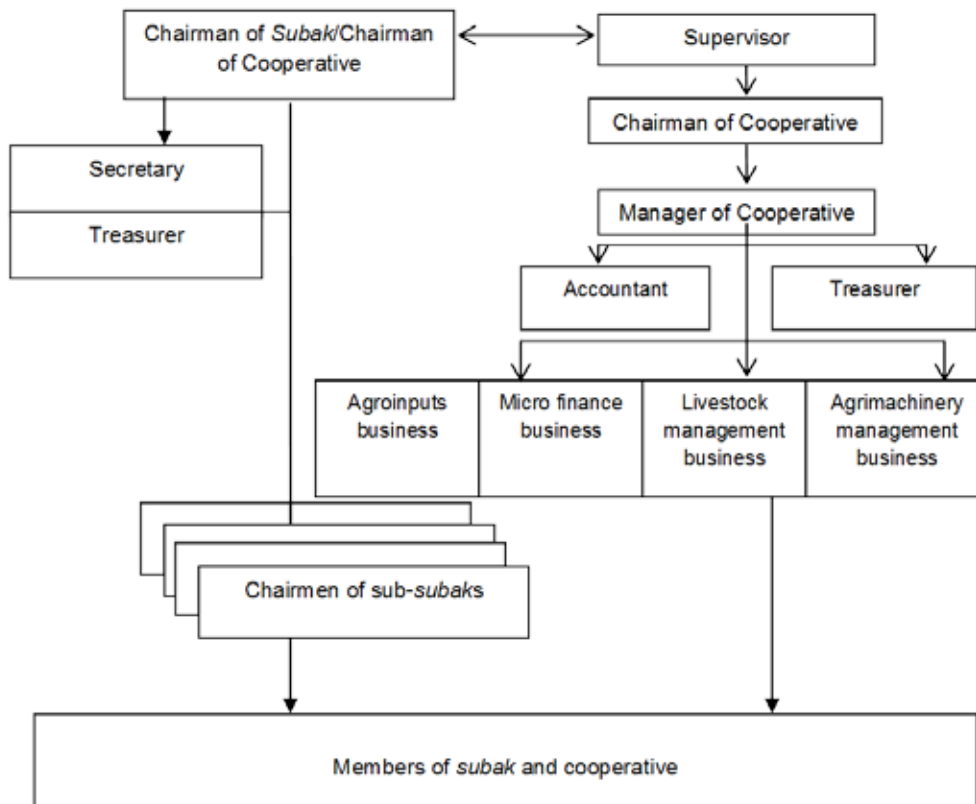 Chairman of Subak/Chairman
of Cooperative
Supervisor
Chairman of Cooperative
Secretary
Manager of Cooperative
Treasurer
Accountant
Treasurer
Agroinputs
business
Micro finance
business
Livestock
management
business
Agrimachinery
management
business
Chairmen of sub-subaks
Members of subak and cooperative